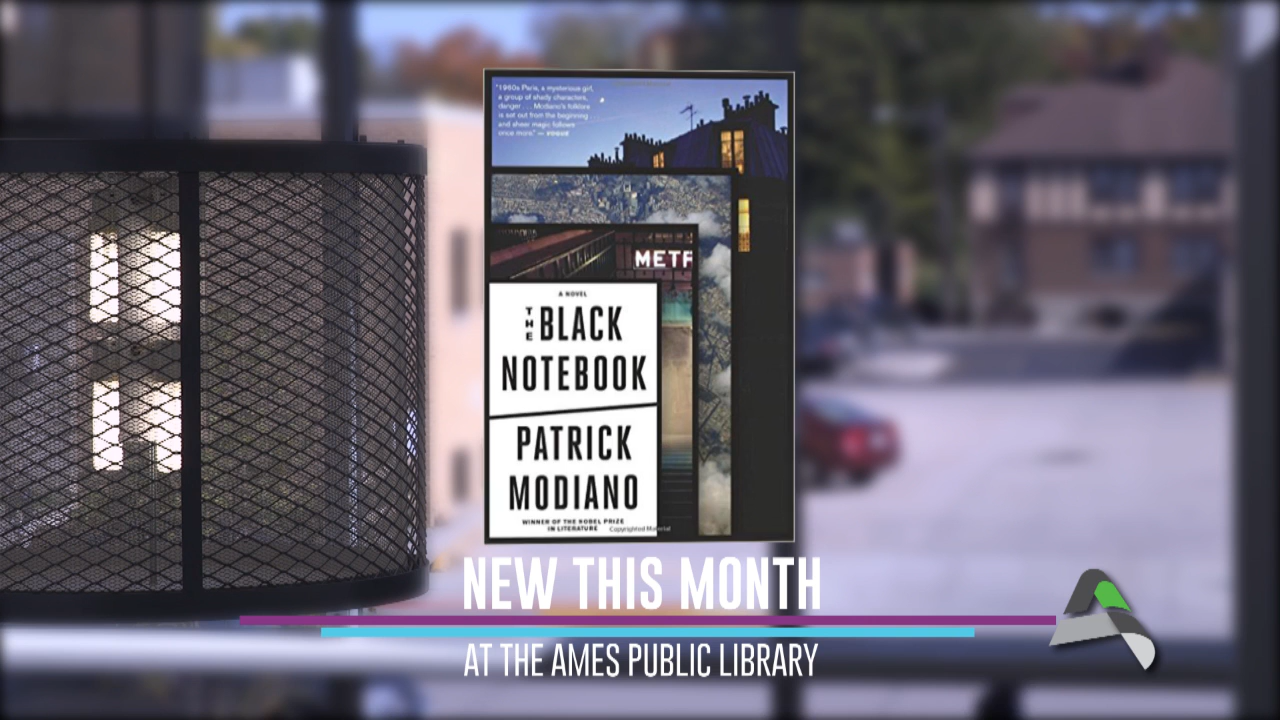 "1960s Paris, a mysterious girl,
a group of shady characters,
danger . . . Modiano's folklore
is set out from the beginning
and sheer magic follows
once more." — VOGUE
METR
A NOVEL
THE BLACK
NOTEBOOK
PATRICK
MODIANO
WINNER OF THE NOBEL PRIZE
IN LITERATURE
Copyrighted Material
NEW THIS MONTH
AT THE AMES PUBLIC LIBRARY